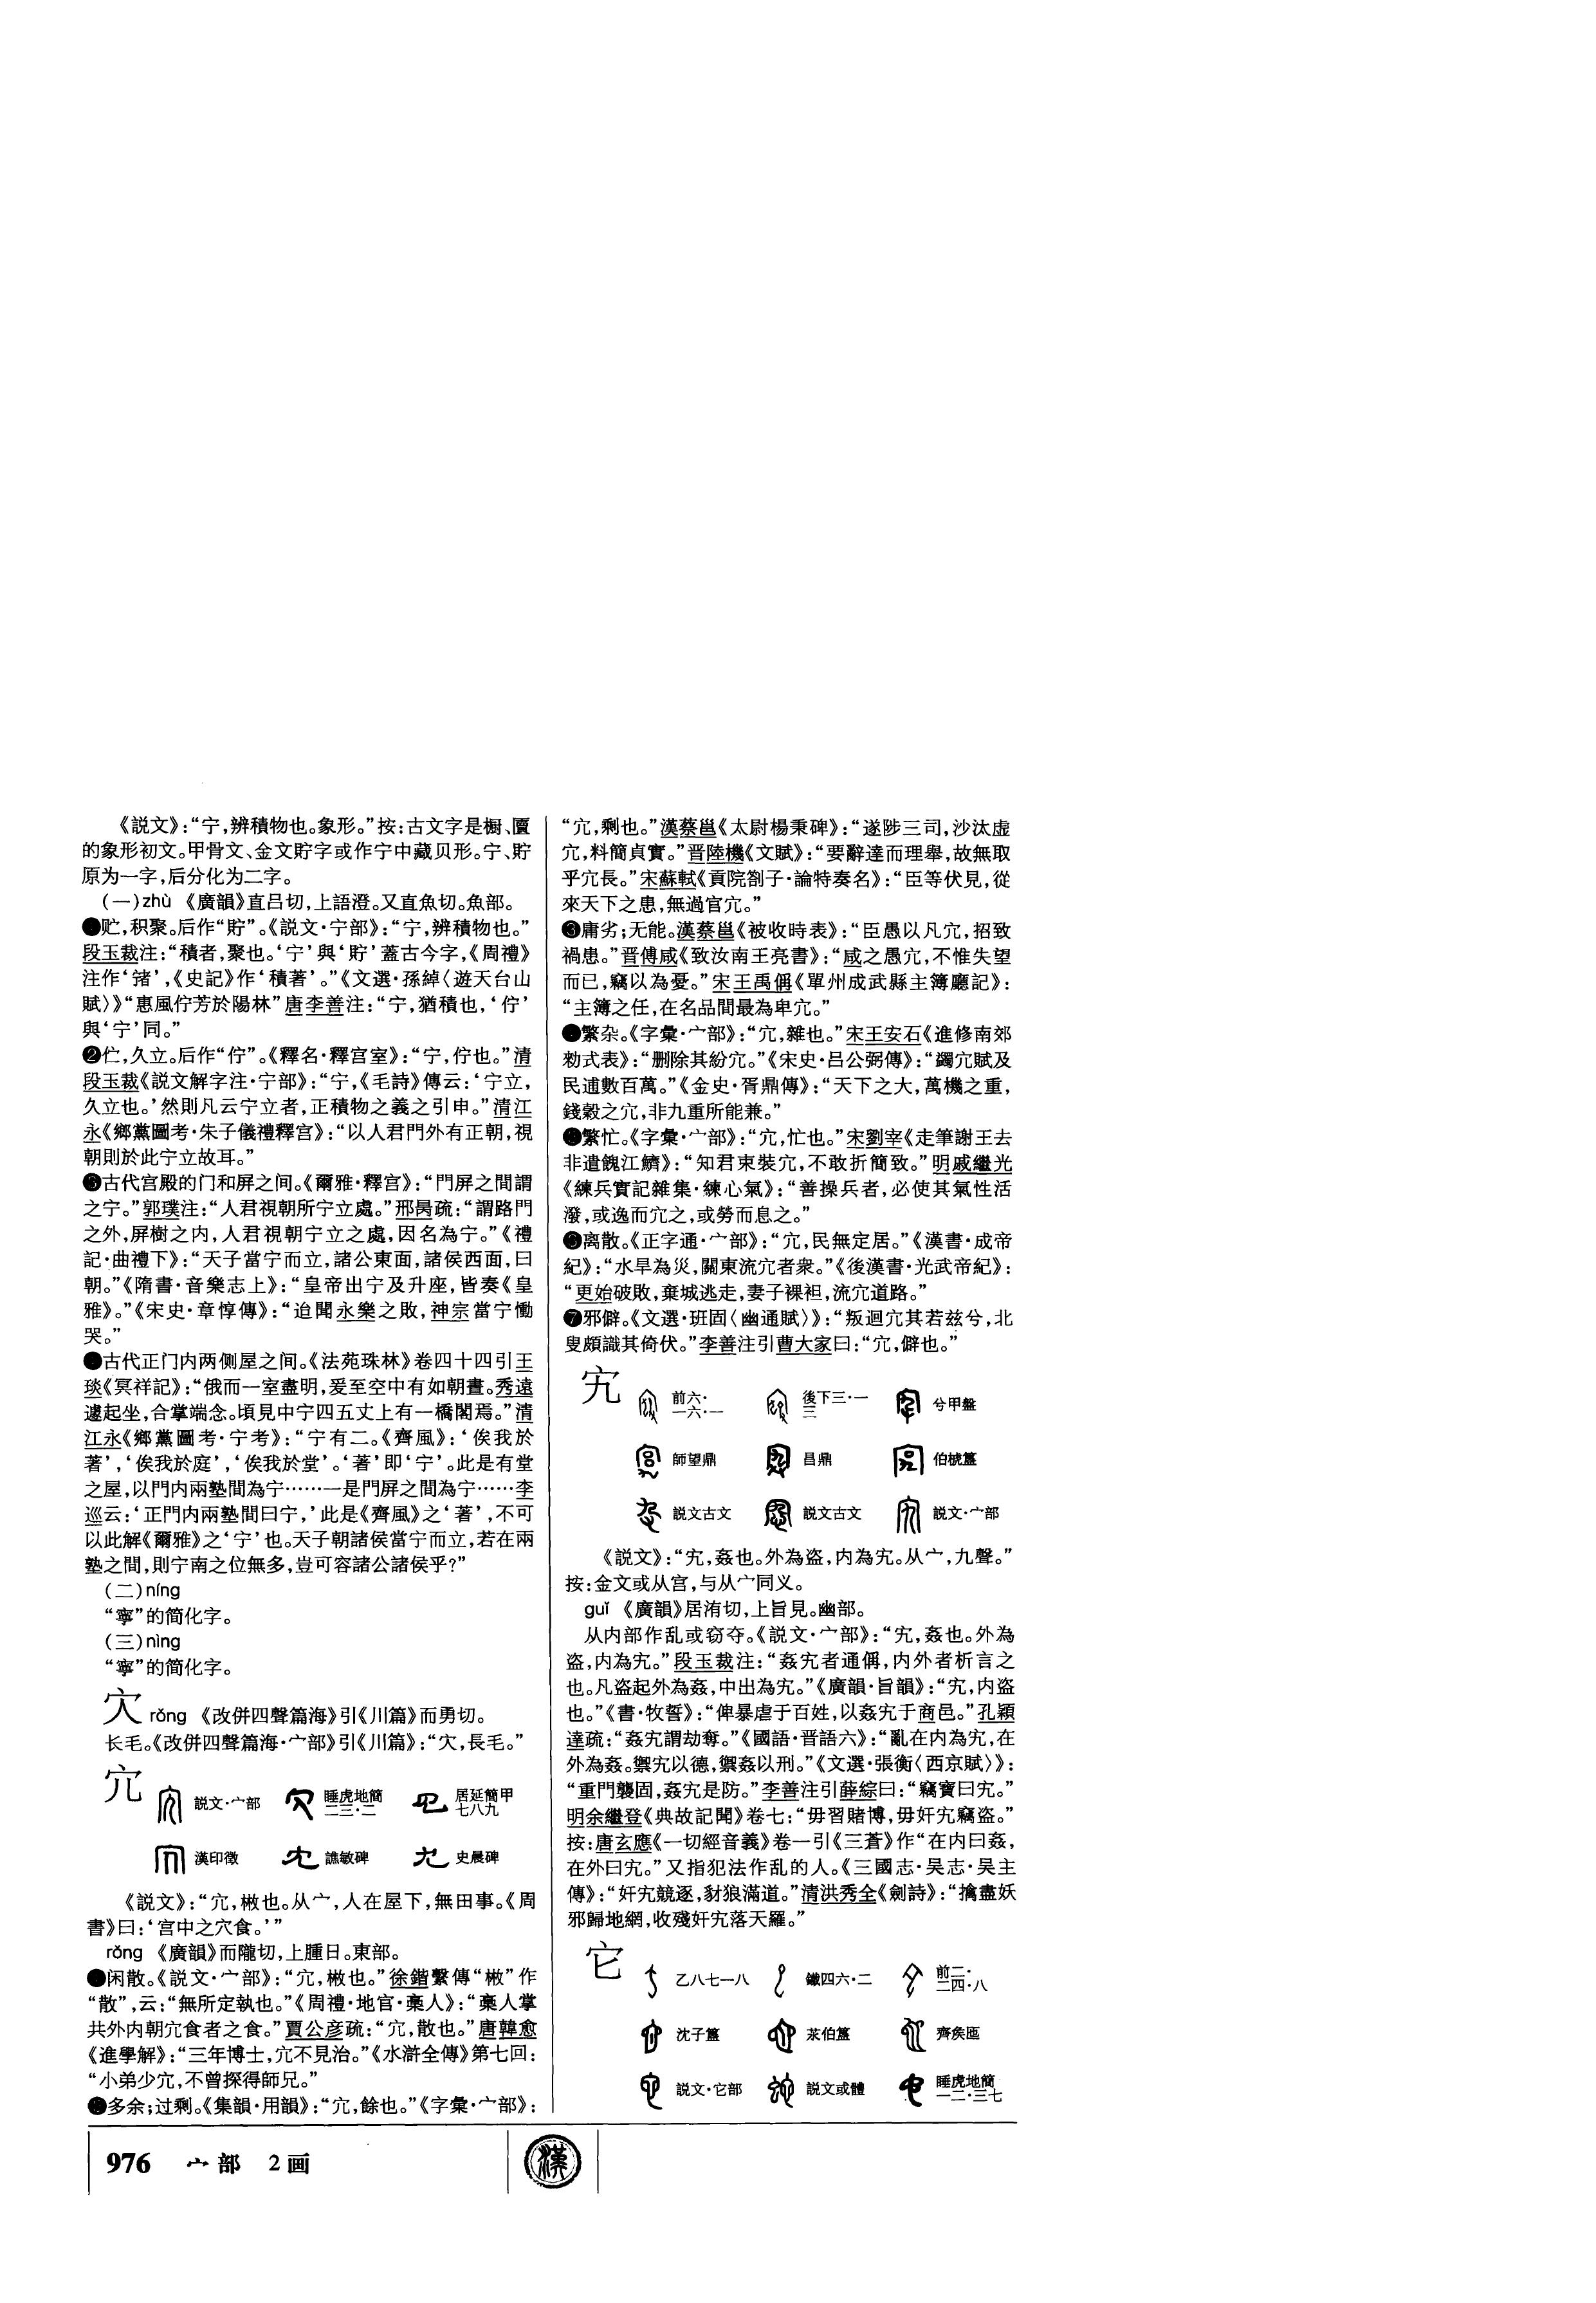 《説文》：“宁，辨積物也。象形。”按：古文字是橱、匵
的象形初文。甲骨文、金文貯字或作宁中藏贝形。宁、貯
原为一字，后分化为二字。
（一）zhù 《廣韻》直吕切，上語澄。又直魚切。魚部。
❶贮，积聚。后作“貯”。《説文·宁部》：“宁，辨積物也。”
段玉裁注：“積者，聚也。‘宁’與‘貯’蓋古今字，《周禮》
注作‘㣥’，《史記》作‘積著’。”《文選·孫綽〈遊天台山
賦〉》“惠風佇芳於陽林”唐李善注：“宁，猶積也，‘佇’
與‘宁’同。”
❷伫，久立。后作“佇”。《釋名·釋宫室》：“宁，佇也。”清
段玉裁《説文解字注·宁部》：“宁，《毛詩》傳云：‘宁立，
久立也。’然則凡云宁立者，正積物之義之引申。”清江
永《鄉黨圖考·朱子儀禮釋宫》：“以人君門外有正朝，視
朝則於此宁立故耳。”
❸古代宫殿的门和屏之间。《爾雅·釋宫》：“門屏之間謂
之宁。”郭璞注：“人君視朝所宁立處。”邢昺疏：“謂路門
之外，屏樹之内，人君視朝宁立之處，因名為宁。”《禮
記·曲禮下》：“天子當宁而立，諸公東面，諸侯西面，曰
朝。”《隋書·音樂志上》：“皇帝出宁及升座，皆奏《皇
雅》。”《宋史·章惇傳》：“迨聞永樂之敗，神宗當宁慟
哭。”
❹古代正门内两侧屋之间。《法苑珠林》卷四十四引王
琰《冥祥記》：“俄而一室盡明，爰至空中有如朝晝。秀遠
遽起坐，合掌端念。頃見中宁四五丈上有一橋閣焉。”清
江永《鄉黨圖考·宁考》：“宁有二。《齊風》：‘俟我於
著’，‘俟我於庭’，‘俟我於堂’。‘著’即‘宁’。此是有堂
之屋，以門内兩塾間為宁……一是門屏之間為宁……李
巡云：‘正門内兩塾間曰宁，’此是《齊風》之‘著’，不可
以此解《爾雅》之‘宁’也。天子朝諸侯當宁而立，若在兩
塾之間，則宁南之位無多，豈可容諸公諸侯乎？”
（二）níng
“寧”的简化字。
（三）nìng
“寧”的简化字。
㝉 rǒng 《改併四聲篇海》引《川篇》而勇切。
长毛。《改併四聲篇海·宀部》引《川篇》：“㝉，長毛。”
宂 説文·宀部 睡虎地簡二三·二 居延簡甲七八九
漢印徵 譙敏碑 史晨碑
《説文》：“宂，㪔也。从宀，人在屋下，無田事。《周
書》曰：‘宫中之宂食。’”
rǒng 《廣韻》而隴切，上腫日。東部。
❶闲散。《説文·宀部》：“宂，㪔也。”徐鍇繫傳“㪔”作
“散”，云：“無所定執也。”《周禮·地官·槀人》：“槀人掌
共外内朝宂食者之食。”賈公彦疏：“宂，散也。”唐韓愈
《進學解》：“三年博士，宂不見治。”《水滸全傳》第七回：
“小弟少宂，不曾探得師兄。”
❷多余；过剩。《集韻·用韻》：“宂，餘也。”《字彙·宀部》：
“宂，剩也。”漢蔡邕《太尉楊秉碑》：“遂陟三司，沙汰虚
宂，料簡貞實。”晋陸機《文賦》：“要辭達而理舉，故無取
乎宂長。”宋蘇軾《貢院劄子·論特奏名》：“臣等伏見，從
來天下之患，無過官宂。”
❸庸劣；无能。漢蔡邕《被收時表》：“臣愚以凡宂，招致
禍患。”晋傅咸《致汝南王亮書》：“咸之愚宂，不惟失望
而已，竊以為憂。”宋王禹偁《單州成武縣主簿廳記》：
“主簿之任，在名品間最為卑宂。”
❹繁杂。《字彙·宀部》：“宂，雜也。”宋王安石《進修南郊
勑式表》：“删除其紛宂。”《宋史·吕公弼傳》：“蠲宂賦及
民逋數百萬。”《金史·胥鼎傳》：“天下之大，萬機之重，
錢穀之宂，非九重所能兼。”
❺繁忙。《字彙·宀部》：“宂，忙也。”宋劉宰《走筆謝王去
非遣餽江鱭》：“知君束裝宂，不敢折簡致。”明戚繼光
《練兵實記雜集·練心氣》：“善操兵者，必使其氣性活
潑，或逸而宂之，或勞而息之。”
❻离散。《正字通·宀部》：“宂，民無定居。”《漢書·成帝
紀》：“水旱為災，關東流宂者衆。”《後漢書·光武帝紀》：
“更始破敗，棄城逃走，妻子裸袒，流宂道路。”
❼邪僻。《文選·班固〈幽通賦〉》：“叛迴宂其若兹兮，北
叟頗識其倚伏。”李善注引曹大家曰：“宂，僻也。”
宄 前六·一六·一 後下三·一三 兮甲盤
師望鼎 昌鼎 伯㭜簋
説文古文 説文古文 説文·宀部
《説文》：“宄，姦也。外為盗，内為宄。从宀，九聲。”
按：金文或从宫，与从宀同义。
guǐ 《廣韻》居洧切，上旨見。幽部。
从内部作乱或窃夺。《説文·宀部》：“宄，姦也。外為
盗，内為宄。”段玉裁注：“姦宄者通偁，内外者析言之
也。凡盗起外為姦，中出為宄。”《廣韻·旨韻》：“宄，内盗
也。”《書·牧誓》：“俾暴虐于百姓，以姦宄于商邑。”孔穎
達疏：“姦宄謂劫奪。”《國語·晋語六》：“亂在内為宄，在
外為姦。禦宄以德，禦姦以刑。”《文選·張衡〈西京賦〉》：
“重門襲固，姦宄是防。”李善注引薛綜曰：“竊寶曰宄。”
明余繼登《典故記聞》卷七：“毋習賭博，毋奸宄竊盗。”
按：唐玄應《一切經音義》卷一引《三蒼》作“在内曰姦，
在外曰宄。”又指犯法作乱的人。《三國志·吴志·吴主
傳》：“奸宄競逐，豺狼滿道。”清洪秀全《劍詩》：“擒盡妖
邪歸地網，收殘奸宄落天羅。”
它 乙八七一八 鐵四六·二 前二·二四·八
沈子簋 𦭞伯簋 齊侯匜
説文·它部 説文或體 睡虎地簡一二·三七
976 宀部 2画
漢